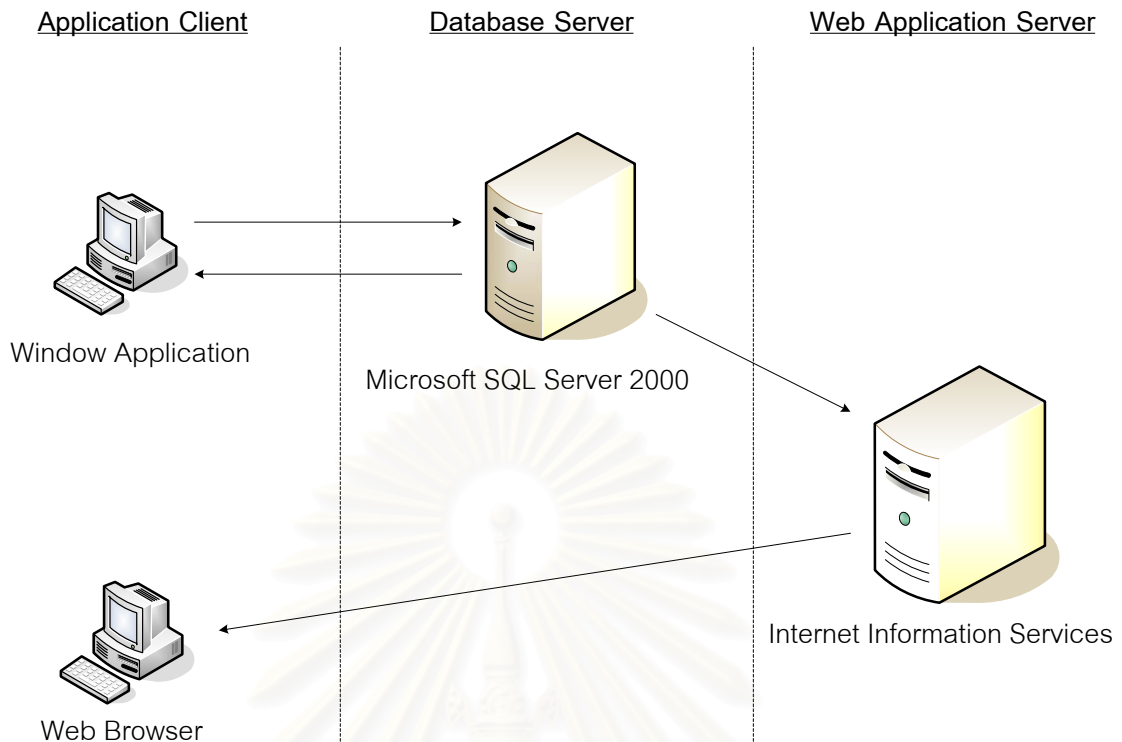 Application Client
Database Server
Web Application Server
Window Application
Microsoft SQL Server 2000
Internet Information Services
Web Browser